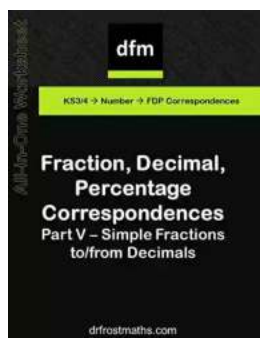 dfm
KS3/4 → Number → FDP Correspondences
All-in-One Worksheet
Fraction, Decimal,
Percentage
Correspondences
Part V – Simple Fractions
to/from Decimals
drfrostmaths.com